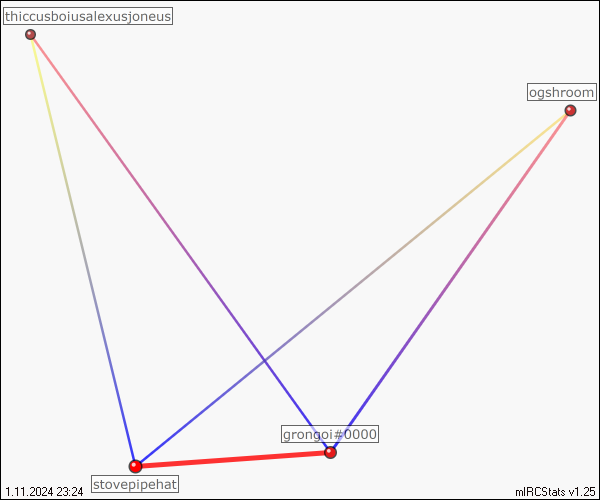 thiccusboiusalexusjoneus
ogshroom
grongoi#0000
stovepipehat
1.11.2024 23:24
mIRCStats v1.25